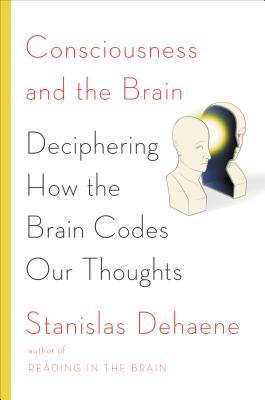 Consciousness
and the Brain
Deciphering
How the
Brain Codes
Our Thoughts
Stanislas Dehaene
author of
READING IN THE BRAIN